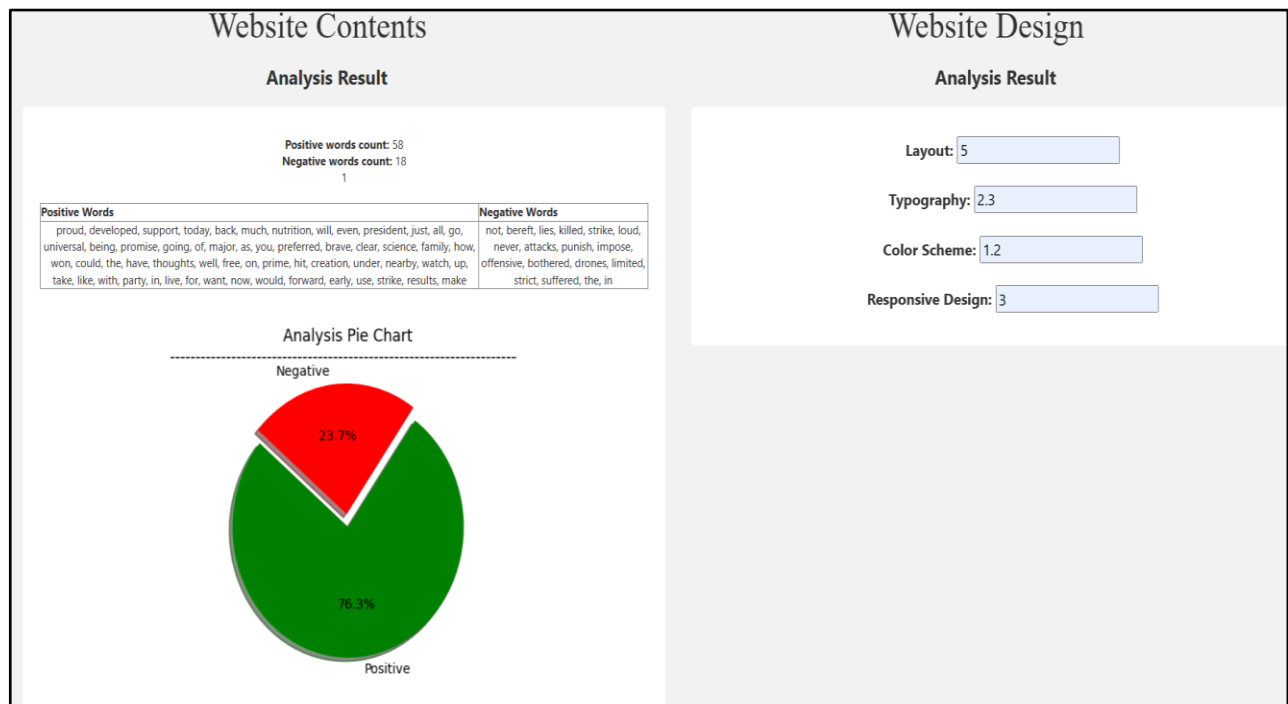 Website Contents
Analysis Result
Positive words count: 58
Negative words count: 18
1
Positive Words
proud, developed, support, today, back, much, nutrition, will, even, president, just, all, go,
universal, being, promise, going, of, major, as, you, preferred, brave, clear, science, family, how,
won, could, the, have, thoughts, well, free, on, prime, hit, creation, under, nearby, watch, up,
take, like, with, party, in, live, for, want, now, would, forward, early, use, strike, results, make
Negative Words
not, bereft, lies, killed, strike, loud,
never, attacks, punish, impose,
offensive, bothered, drones, limited,
strict, suffered, the, in
Analysis Pie Chart
--------------------------------------------------------------------
Negative
23.7%
76.3%
Positive
Website Design
Analysis Result
Layout: 5
Typography: 2.3
Color Scheme: 1.2
Responsive Design: 3